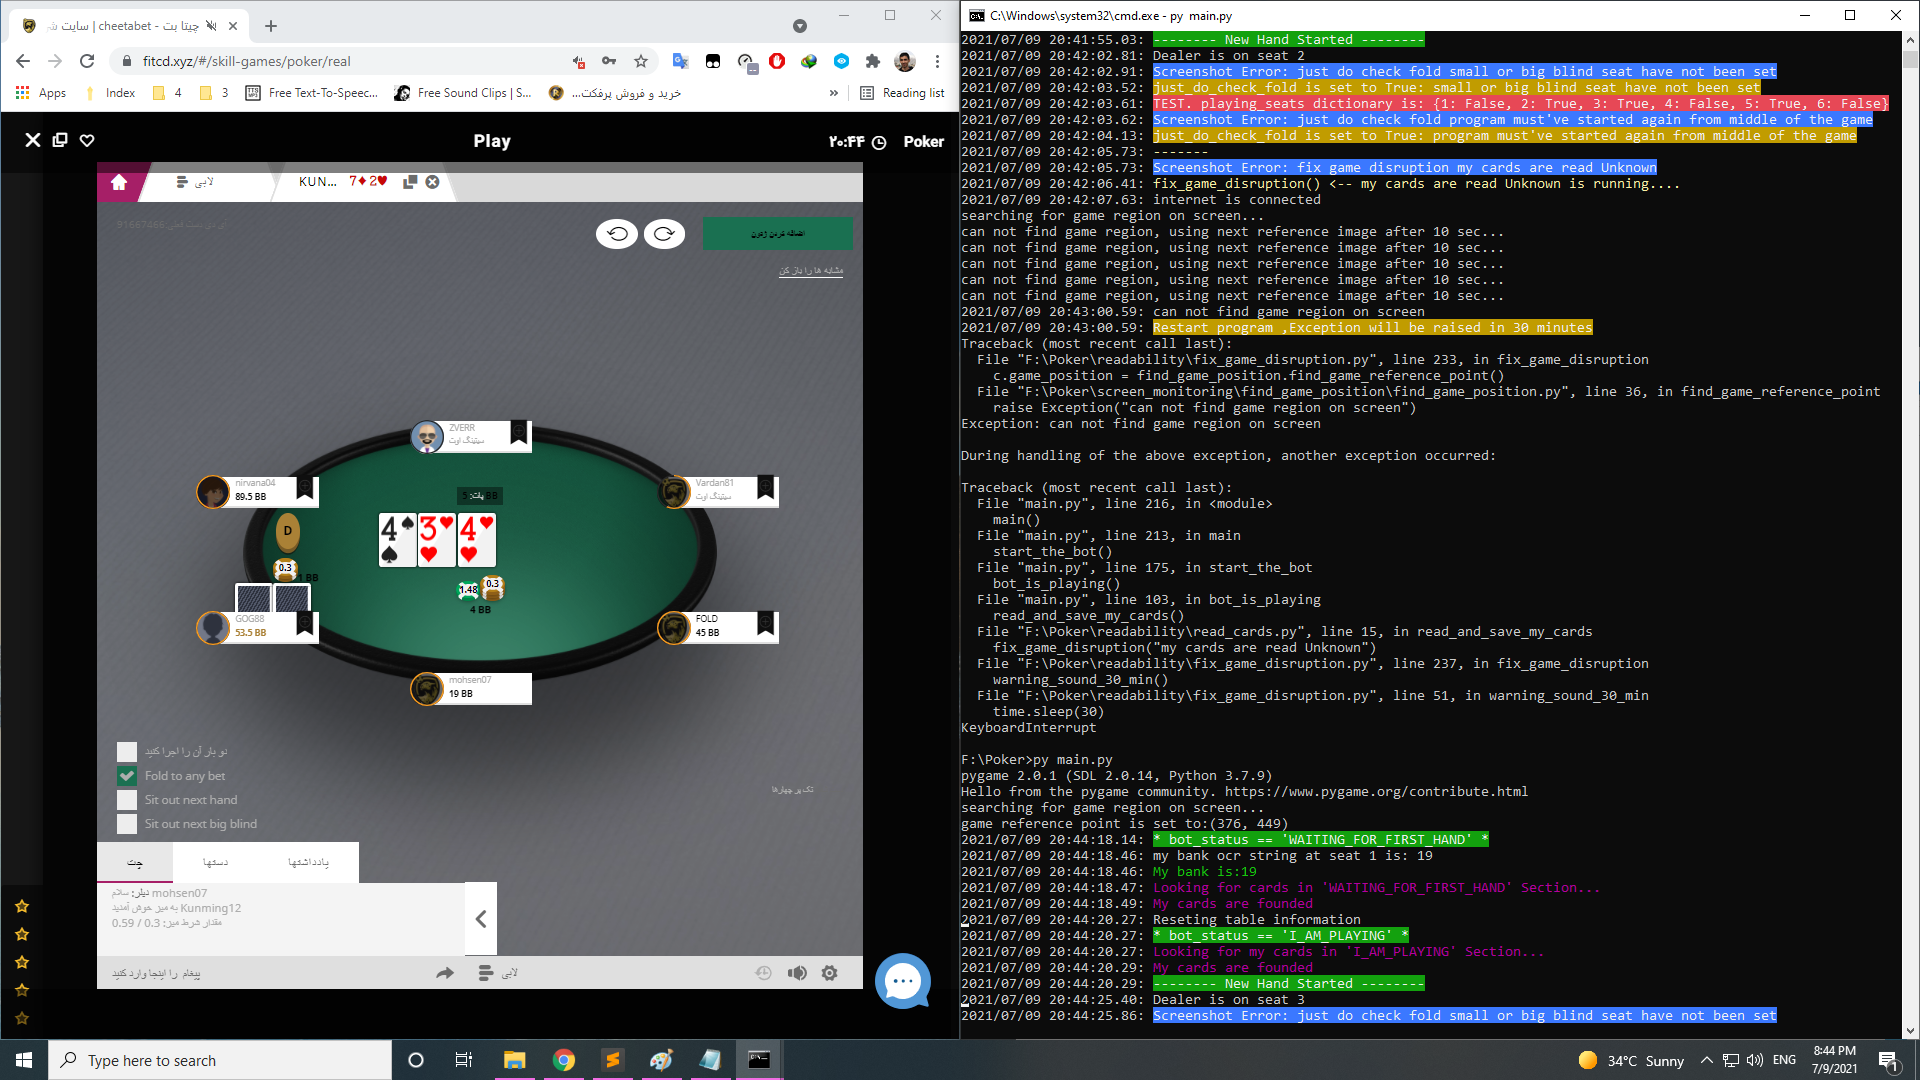 چیتا بت - cheetabet | سایت شر
fitcd.xyz/#/skill-games/poker/real
Apps
Index
4
3
Free Text-To-Speec...
Free Sound Clips | S...
خرید و فروش پرفکت...
»
Reading list
Play
۲۰:۴۴
Poker
لابی
KUN... 7♦2♥
اضافه کردن ژتون
مشابه ها را باز کن
ZVERR
سیتینگ اوت
nirvana04
89.5 BB
Vardan81
سیتینگ اوت
پات: 5 BB
D
4♠ 3♥ 4♥
0.3
1 BB
1.48 0.3
4 BB
GOG88
53.5 BB
FOLD
45 BB
mohsen07
19 BB
دو بار آن را اجرا کنید
Fold to any bet
Sit out next hand
Sit out next big blind
تک پر چهارها
چت
دستها
یادداشتها
دیلر: سلام mohsen07
به میز خوش آمدید Kunming12
مقدار شرط میز: 0.3 / 0.59
پیغام را اینجا وارد کنید
لابی
C:\Windows\system32\cmd.exe - py main.py
2021/07/09 20:41:55.03: -------- New Hand Started --------
2021/07/09 20:42:02.81: Dealer is on seat 2
2021/07/09 20:42:02.91: Screenshot Error: just do check fold small or big blind seat have not been set
2021/07/09 20:42:03.52: just_do_check_fold is set to True: small or big blind seat have not been set
2021/07/09 20:42:03.61: TEST. playing_seats dictionary is: {1: False, 2: True, 3: True, 4: False, 5: True, 6: False}
2021/07/09 20:42:03.62: Screenshot Error: just do check fold program must've started again from middle of the game
2021/07/09 20:42:04.13: just_do_check_fold is set to True: program must've started again from middle of the game
2021/07/09 20:42:05.73: -------
2021/07/09 20:42:05.73: Screenshot Error: fix game disruption my cards are read Unknown
2021/07/09 20:42:06.41: fix_game_disruption() <-- my cards are read Unknown is running....
2021/07/09 20:42:07.63: internet is connected
searching for game region on screen...
can not find game region, using next reference image after 10 sec...
can not find game region, using next reference image after 10 sec...
can not find game region, using next reference image after 10 sec...
can not find game region, using next reference image after 10 sec...
can not find game region, using next reference image after 10 sec...
2021/07/09 20:43:00.59: can not find game region on screen
2021/07/09 20:43:00.59: Restart program ,Exception will be raised in 30 minutes
Traceback (most recent call last):
  File "F:\Poker\readability\fix_game_disruption.py", line 233, in fix_game_disruption
    c.game_position = find_game_position.find_game_reference_point()
  File "F:\Poker\screen_monitoring\find_game_position\find_game_position.py", line 36, in find_game_reference_point
    raise Exception("can not find game region on screen")
Exception: can not find game region on screen
During handling of the above exception, another exception occurred:
Traceback (most recent call last):
  File "main.py", line 216, in <module>
    main()
  File "main.py", line 213, in main
    start_the_bot()
  File "main.py", line 175, in start_the_bot
    bot_is_playing()
  File "main.py", line 103, in bot_is_playing
    read_and_save_my_cards()
  File "F:\Poker\readability\read_cards.py", line 15, in read_and_save_my_cards
    fix_game_disruption("my cards are read Unknown")
  File "F:\Poker\readability\fix_game_disruption.py", line 237, in fix_game_disruption
    warning_sound_30_min()
  File "F:\Poker\readability\fix_game_disruption.py", line 51, in warning_sound_30_min
    time.sleep(30)
KeyboardInterrupt
F:\Poker>py main.py
pygame 2.0.1 (SDL 2.0.14, Python 3.7.9)
Hello from the pygame community. https://www.pygame.org/contribute.html
searching for game region on screen...
game reference point is set to:(376, 449)
2021/07/09 20:44:18.14: * bot_status == 'WAITING_FOR_FIRST_HAND' *
2021/07/09 20:44:18.46: my bank ocr string at seat 1 is: 19
2021/07/09 20:44:18.46: My bank is:19
2021/07/09 20:44:18.47: Looking for cards in 'WAITING_FOR_FIRST_HAND' Section...
2021/07/09 20:44:18.49: My cards are founded
2021/07/09 20:44:20.27: Reseting table information
2021/07/09 20:44:20.27: * bot_status == 'I_AM_PLAYING' *
2021/07/09 20:44:20.27: Looking for my cards in 'I_AM_PLAYING' Section...
2021/07/09 20:44:20.29: My cards are founded
2021/07/09 20:44:20.29: -------- New Hand Started --------
2021/07/09 20:44:25.40: Dealer is on seat 3
2021/07/09 20:44:25.86: Screenshot Error: just do check fold small or big blind seat have not been set
Type here to search
34°C Sunny
ENG
8:44 PM
7/9/2021
1